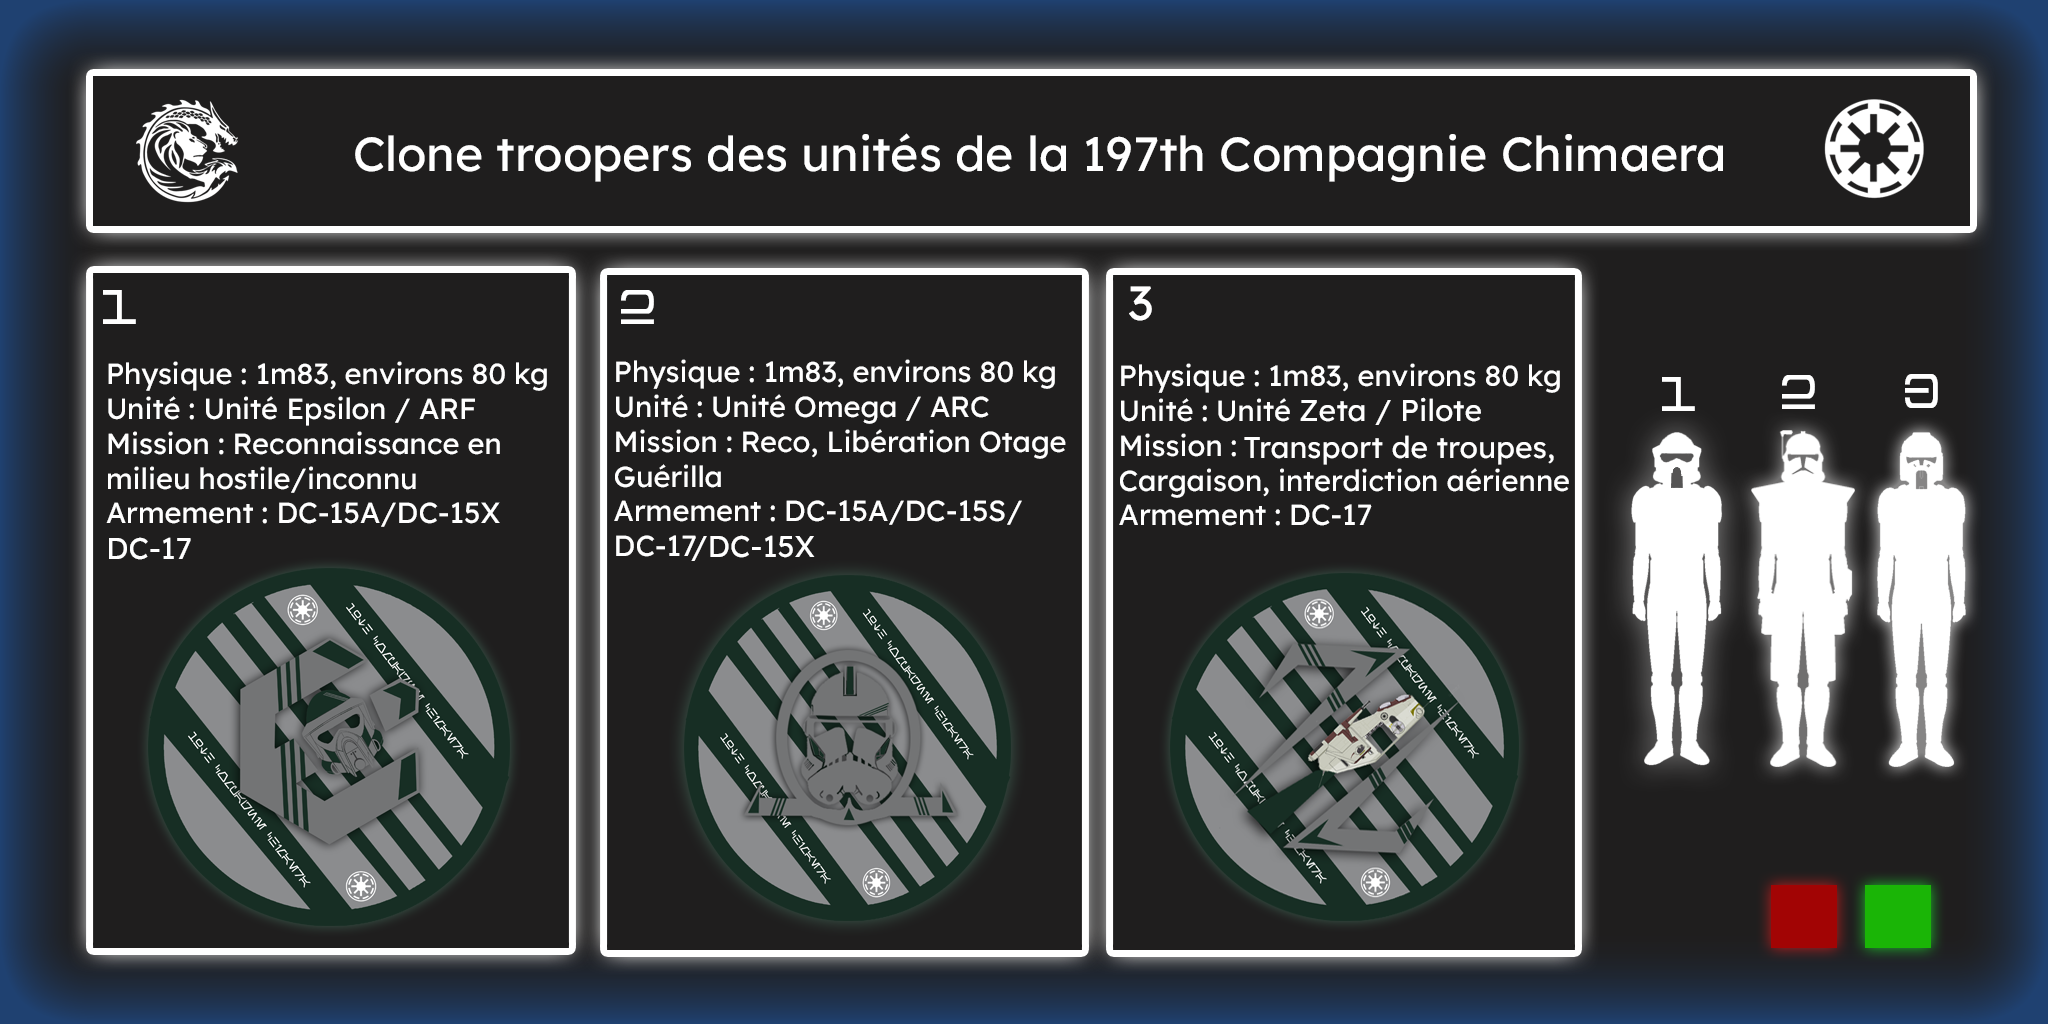 Clone troopers des unités de la 197th Compagnie Chimaera
1
Physique : 1m83, environs 80 kg
Unité : Unité Epsilon / ARF
Mission : Reconnaissance en
milieu hostile/inconnu
Armement : DC-15A/DC-15X
DC-17
2
Physique : 1m83, environs 80 kg
Unité : Unité Omega / ARC
Mission : Reco, Libération Otage
Guérilla
Armement : DC-15A/DC-15S/
DC-17/DC-15X
3
Physique : 1m83, environs 80 kg
Unité : Unité Zeta / Pilote
Mission : Transport de troupes,
Cargaison, interdiction aérienne
Armement : DC-17
1 2 3